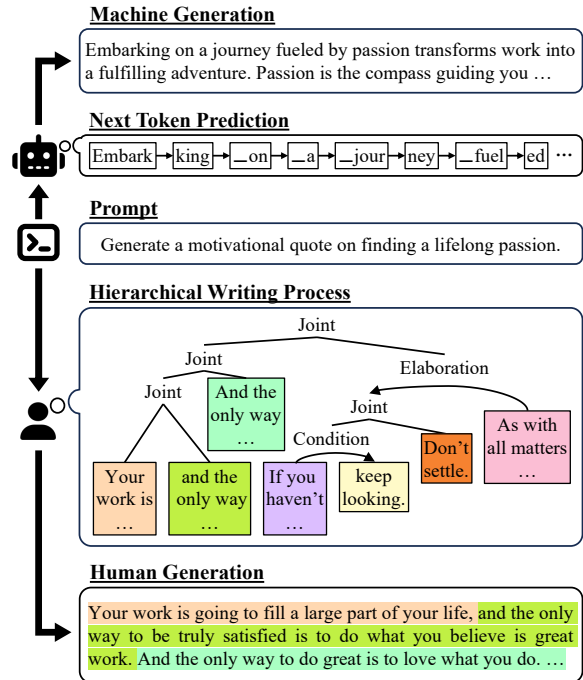 Machine Generation
Embarking on a journey fueled by passion transforms work into
a fulfilling adventure. Passion is the compass guiding you …
Next Token Prediction
Embark king _on _a _jour ney _fuel ed …
Prompt
Generate a motivational quote on finding a lifelong passion.
Hierarchical Writing Process
Joint
Joint
Elaboration
Joint
And the
only way
…
Joint
As with
all matters
…
Condition
Don't
settle.
Your
work is
…
and the
only way
…
If you
haven't
…
keep
looking.
Human Generation
Your work is going to fill a large part of your life, and the only
way to be truly satisfied is to do what you believe is great
work. And the only way to do great is to love what you do. …